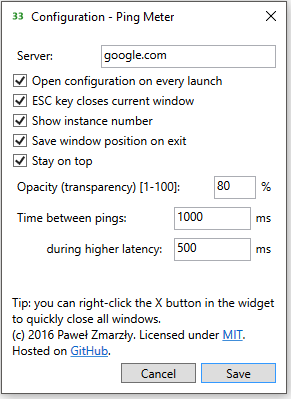 33 Configuration - Ping Meter
Server: google.com
Open configuration on every launch
ESC key closes current window
Show instance number
Save window position on exit
Stay on top
Opacity (transparency) [1-100]: 80 %
Time between pings: 1000 ms
during higher latency: 500 ms
Tip: you can right-click the X button in the widget
to quickly close all windows.
(c) 2016 Paweł Zmarzły. Licensed under MIT.
Hosted on GitHub.
Cancel Save